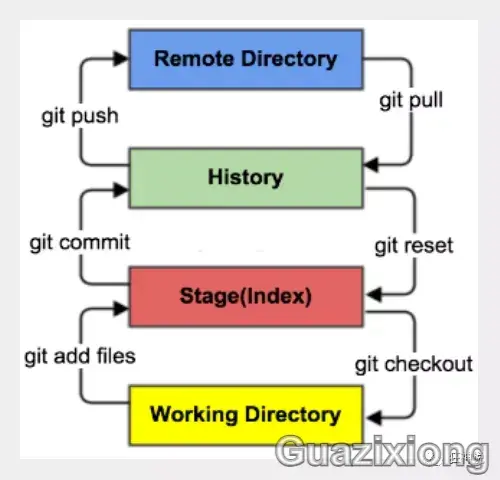 Remote Directory
git push
git pull
History
git commit
git reset
Stage(Index)
git add files
git checkout
Working Directory
Guazixiong